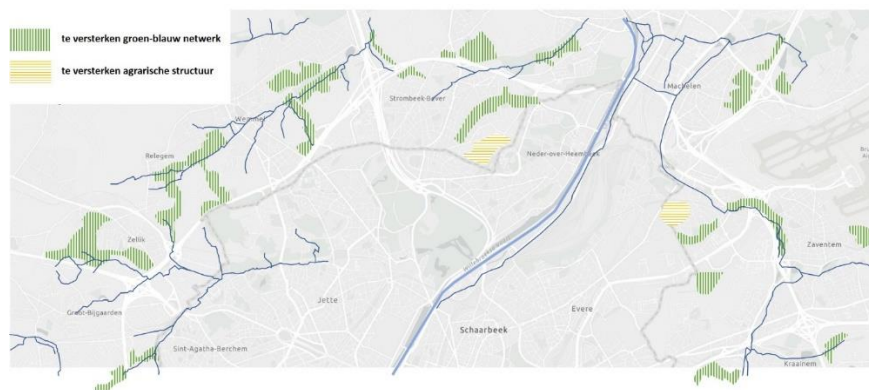 te versterken groen-blauw netwerk
te versterken agrarische structuur
Strombeek-Bever
Machelen
Wemmel
Relegem
Neder-over-Heembeek
Zellik
Zaventem
Groot-Bijgaarden
Jette
Evere
Schaarbeek
Sint-Agatha-Berchem
Kraainem